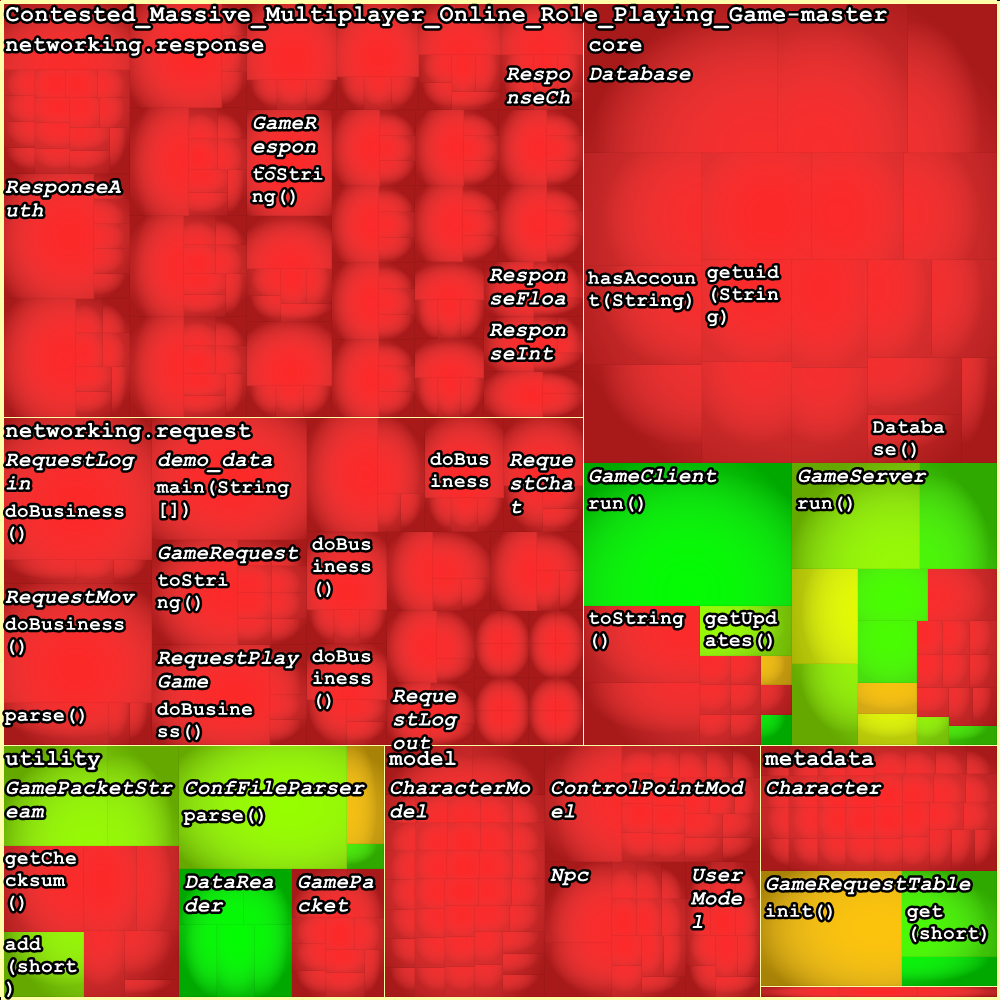 Contested_Massive_Multiplayer_Online_Role_Playing_Game-master
networking.response
Respo
nseCh
GameR
espon
toStri
ng()
ResponseA
uth
Respon
seFloa
Respon
seInt
core
Database
hasAccoun
t(String)
getuid
(Strin
g)
Databa
se()
networking.request
RequestLog
in
doBusiness
()
demo_data
main(String
[])
doBus
iness
Reque
stCha
t
GameRequest
toStri
ng()
doBus
iness
()
RequestMov
doBusiness
()
parse()
RequestPlay
Game
doBusine
ss()
doBus
iness
()
Reque
stLog
out
GameClient
run()
toString
()
getUpd
ates()
GameServer
run()
utility
GamePacketStr
eam
getChe
cksum
()
add
(short
)
ConfFileParser
parse()
DataRea
der
GamePa
cket
model
CharacterMo
del
ControlPointMod
el
Npc
User
Mode
l
metadata
Character
GameRequestTable
init()
get
(short)